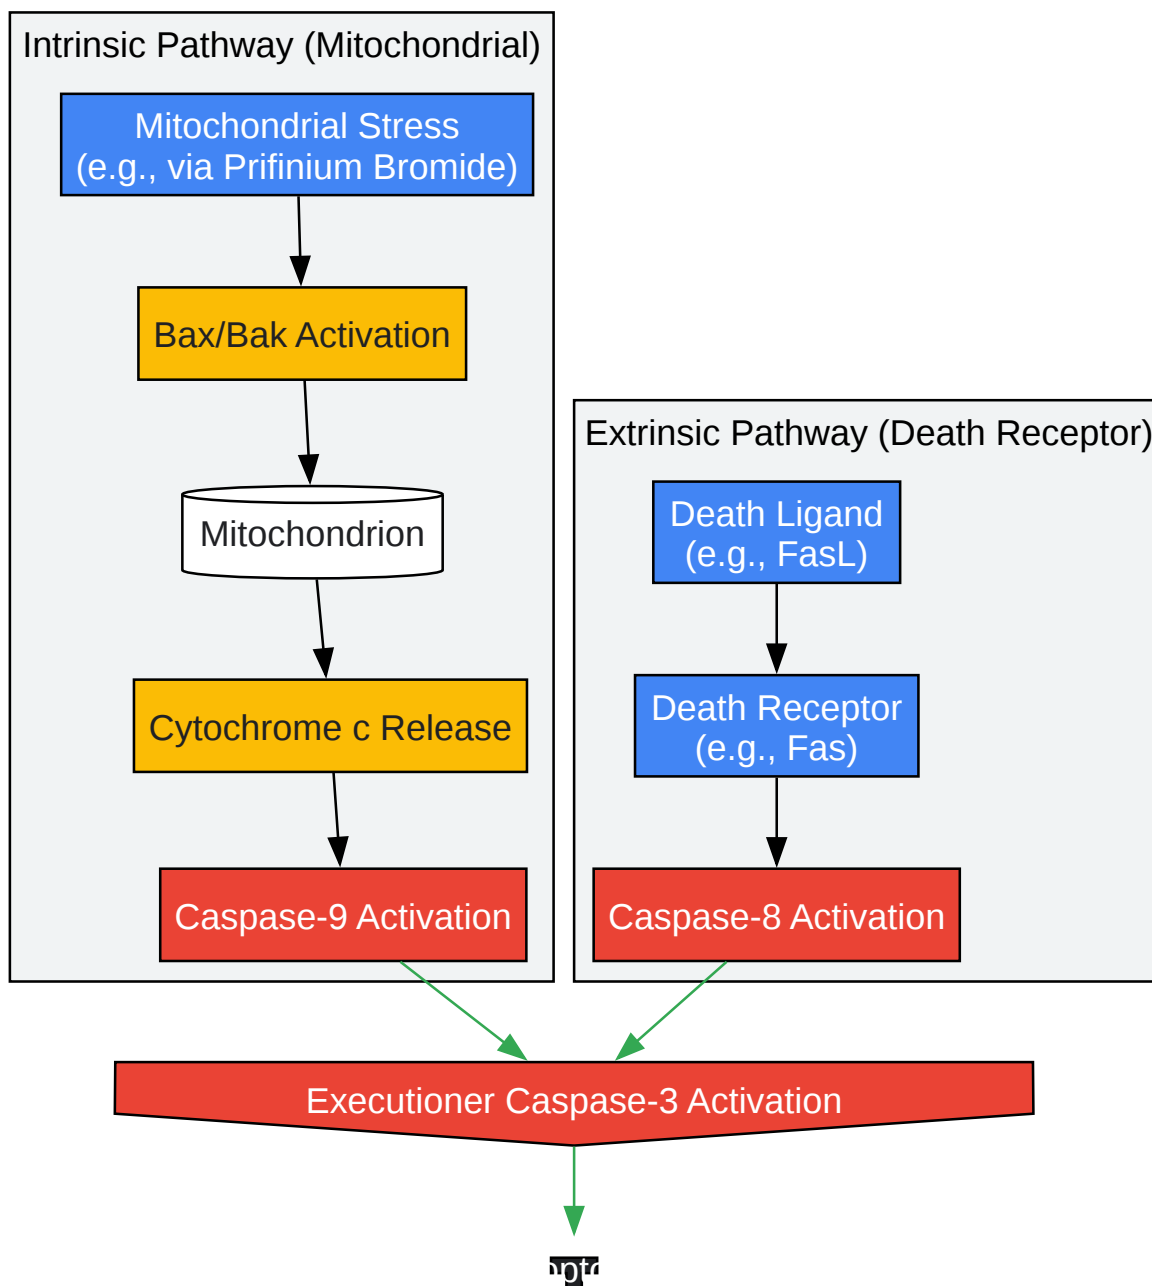 Intrinsic Pathway (Mitochondrial)
Mitochondrial Stress
(e.g., via Prifinium Bromide)
Bax/Bak Activation
Mitochondrion
Cytochrome c Release
Caspase-9 Activation
Extrinsic Pathway (Death Receptor)
Death Ligand
(e.g., FasL)
Death Receptor
(e.g., Fas)
Caspase-8 Activation
Executioner Caspase-3 Activation